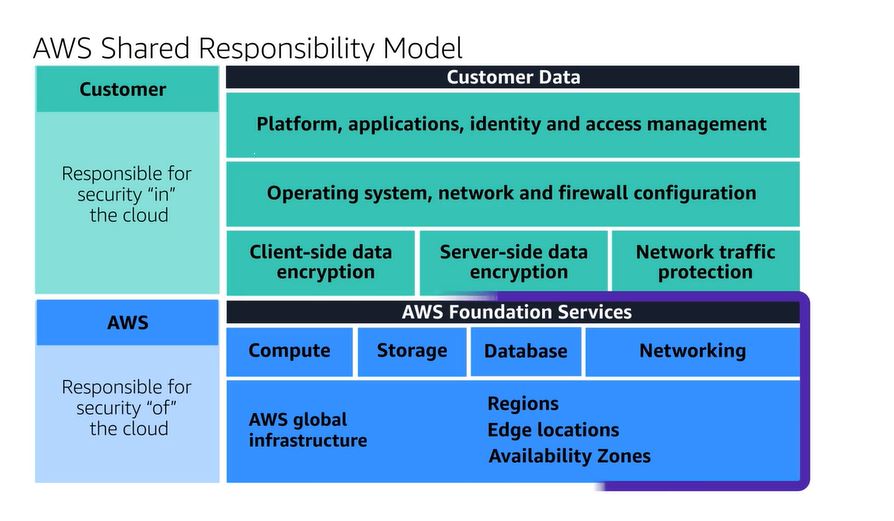 AWS Shared Responsibility Model
Customer
Responsible for
security “in”
the cloud
Customer Data
Platform, applications, identity and access management
Operating system, network and firewall configuration
Client-side data
encryption
Server-side data
encryption
Network traffic
protection
AWS
Responsible for
security “of”
the cloud
AWS Foundation Services
Compute
Storage
Database
Networking
AWS global
infrastructure
Regions
Edge locations
Availability Zones